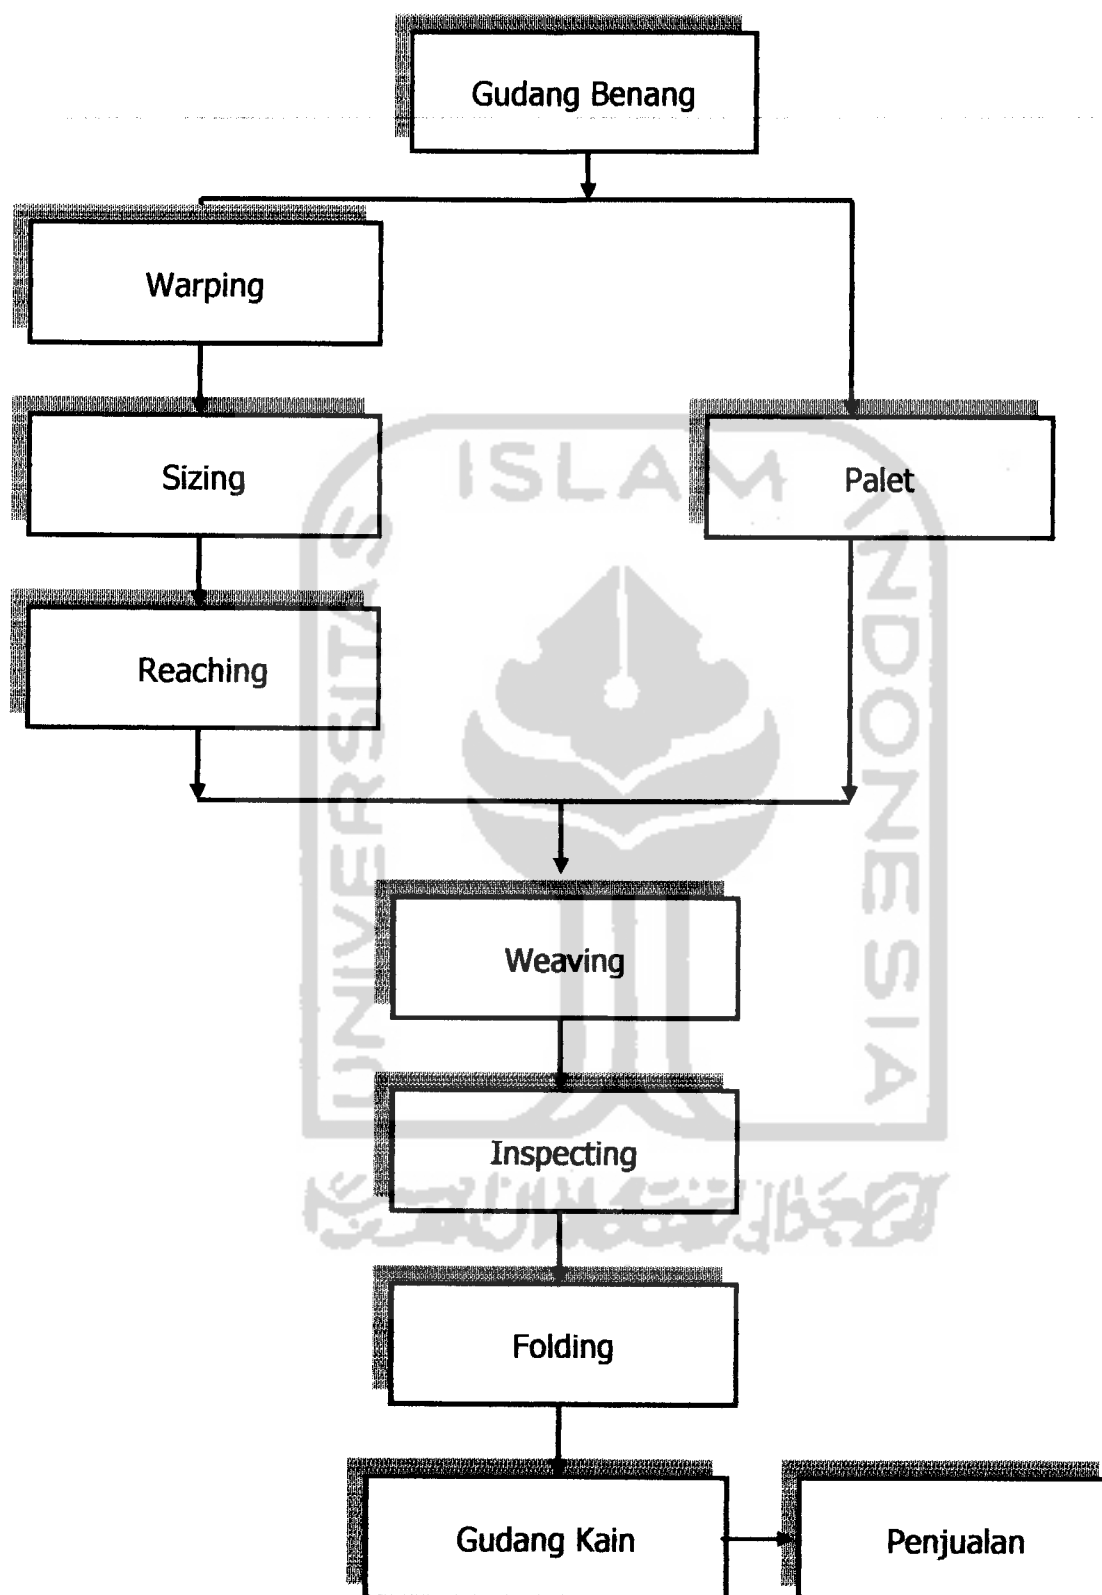 Gudang Benang
Warping
Sizing
Palet
Reaching
Weaving
Inspecting
Folding
Gudang Kain
Penjualan
UNIVERSITAS
ISLAM
INDONESIA